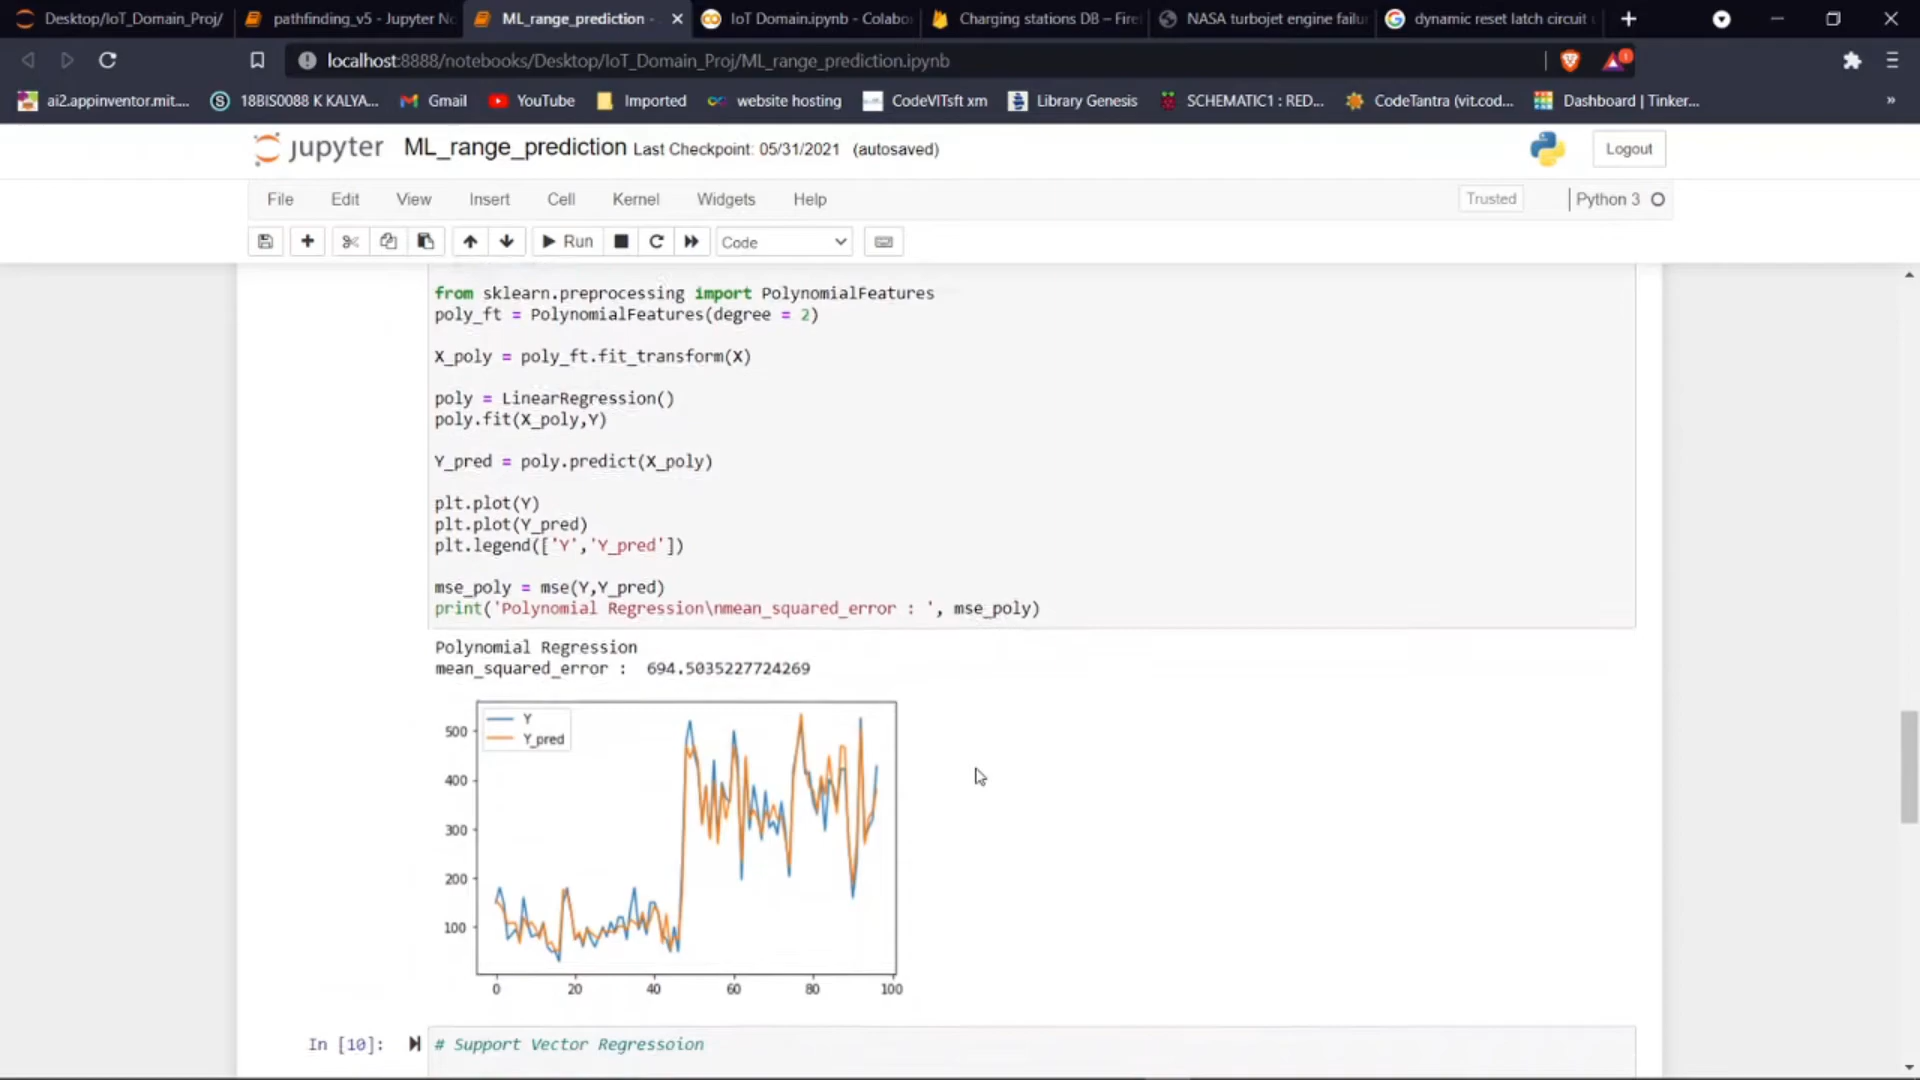 Desktop/IoT_Domain_Proj/
pathfinding_v5 - Jupyter No
ML_range_prediction -
IoT Domain.ipynb - Colabo
Charging stations DB – Fire
NASA turbojet engine failu
dynamic reset latch circuit
localhost:8888/notebooks/Desktop/IoT_Domain_Proj/ML_range_prediction.ipynb
1
ai2.appinventor.mit....
18BIS0088 K KALYA...
Gmail
YouTube
Imported
website hosting
CodeVITsft xm
Library Genesis
SCHEMATIC1 : RED...
CodeTantra (vit.cod...
Dashboard | Tinker...
»
jupyter
ML_range_prediction Last Checkpoint: 05/31/2021 (autosaved)
Logout
File
Edit
View
Insert
Cell
Kernel
Widgets
Help
Trusted
Python 3
Run
Code
from sklearn.preprocessing import PolynomialFeatures
poly_ft = PolynomialFeatures(degree = 2)
X_poly = poly_ft.fit_transform(X)
poly = LinearRegression()
poly.fit(X_poly,Y)
Y_pred = poly.predict(X_poly)
plt.plot(Y)
plt.plot(Y_pred)
plt.legend(['Y','Y_pred'])
mse_poly = mse(Y,Y_pred)
print('Polynomial Regression\nmean_squared_error : ', mse_poly)
Polynomial Regression
mean_squared_error :  694.5035227724269
Y
Y_pred
500
400
300
200
100
0 20 40 60 80 100
In [10]:
# Support Vector Regressoion